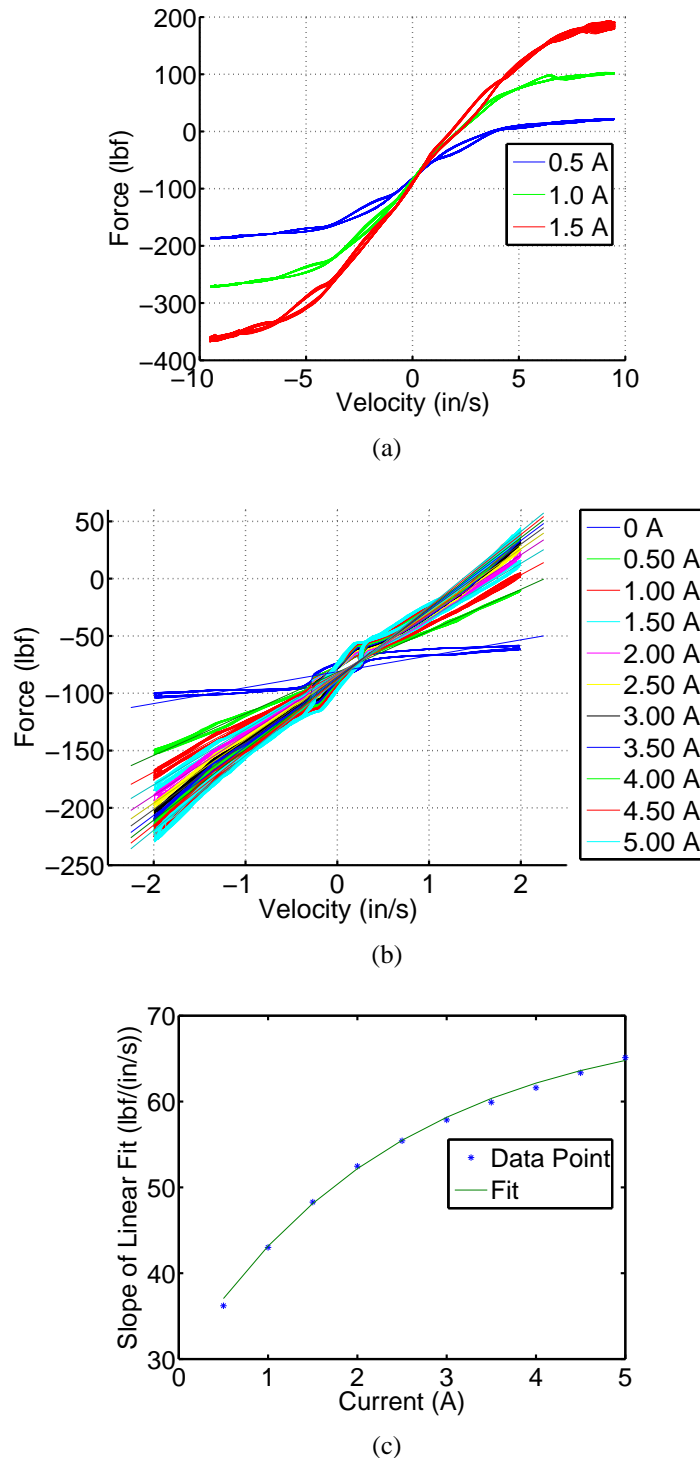 200
100
0
−100
−200
−300
−400
Force (lbf)
0.5 A
1.0 A
1.5 A
−10 −5 0 5 10
Velocity (in/s)
(a)
50
0
−50
−100
−150
−200
−250
Force (lbf)
−2 −1 0 1 2
Velocity (in/s)
0 A
0.50 A
1.00 A
1.50 A
2.00 A
2.50 A
3.00 A
3.50 A
4.00 A
4.50 A
5.00 A
(b)
70
60
50
40
30
Slope of Linear Fit (lbf/(in/s))
Data Point
Fit
0 1 2 3 4 5
Current (A)
(c)